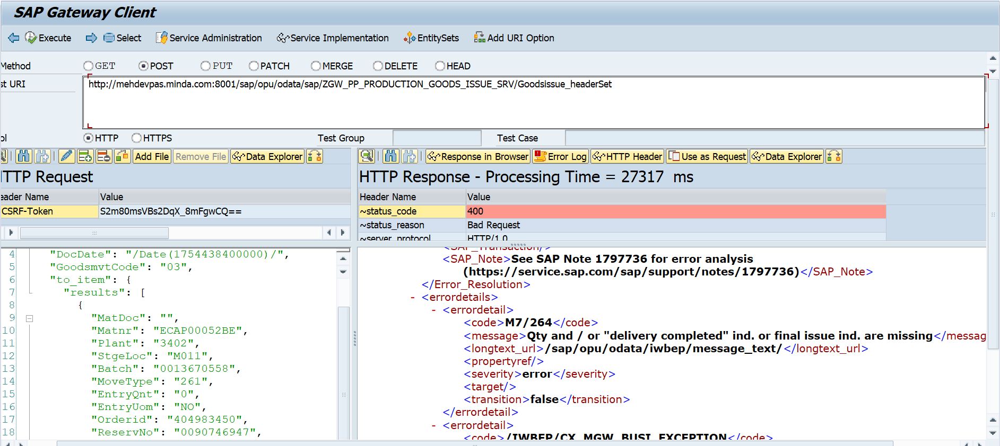 SAP Gateway Client
Execute Select Service Administration Service Implementation EntitySets Add URI Option
Method GET POST PUT PATCH MERGE DELETE HEAD
st URI http://mehdevpas.minda.com:8001/sap/opu/odata/sap/ZGW_PP_PRODUCTION_GOODS_ISSUE_SRV/Goodsissue_headerSet
ol HTTP HTTPS Test Group Test Case
Add File Remove File Data Explorer
TTP Request
eader Name Value
CSRF-Token S2m80msVBs2DqX_8mFgwCQ==
4 "DocDate": "/Date(1754438400000)/",
5 "GoodsmvtCode": "03",
6 "to_item": {
7 "results": [
8 {
9 "MatDoc": "",
10 "Matnr": "ECAP00052BE",
11 "Plant": "3402",
12 "StgeLoc": "M011",
13 "Batch": "0013670558",
14 "MoveType": "261",
15 "EntryQnt": "0",
16 "EntryUom": "NO",
17 "Orderid": "404983450",
18 "ReservNo": "0090746947",
Response in Browser Error Log HTTP Header Use as Request Data Explorer
HTTP Response - Processing Time = 27317 ms
Header Name Value
~status_code 400
~status_reason Bad Request
~server_protocol HTTP/1.0
<SAP_Transaction/>
<SAP_Note>See SAP Note 1797736 for error analysis
(https://service.sap.com/sap/support/notes/1797736)</SAP_Note>
</Error_Resolution>
- <errordetails>
- <errordetail>
<code>M7/264</code>
<message>Qty and / or "delivery completed" ind. or final issue ind. are missing</messag
<longtext_url>/sap/opu/odata/iwbep/message_text/</longtext_url>
<propertyref/>
<severity>error</severity>
<target/>
<transition>false</transition>
</errordetail>
- <errordetail>
<code>/IWBEP/CX_MGW_BUSI_EXCEPTION</code>